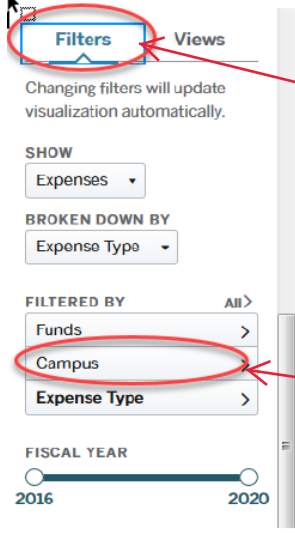 Filters Views
Changing filters will update
visualization automatically.
SHOW
Expenses
BROKEN DOWN BY
Expense Type
FILTERED BY All
Funds
Campus
Expense Type
FISCAL YEAR
2016 2020